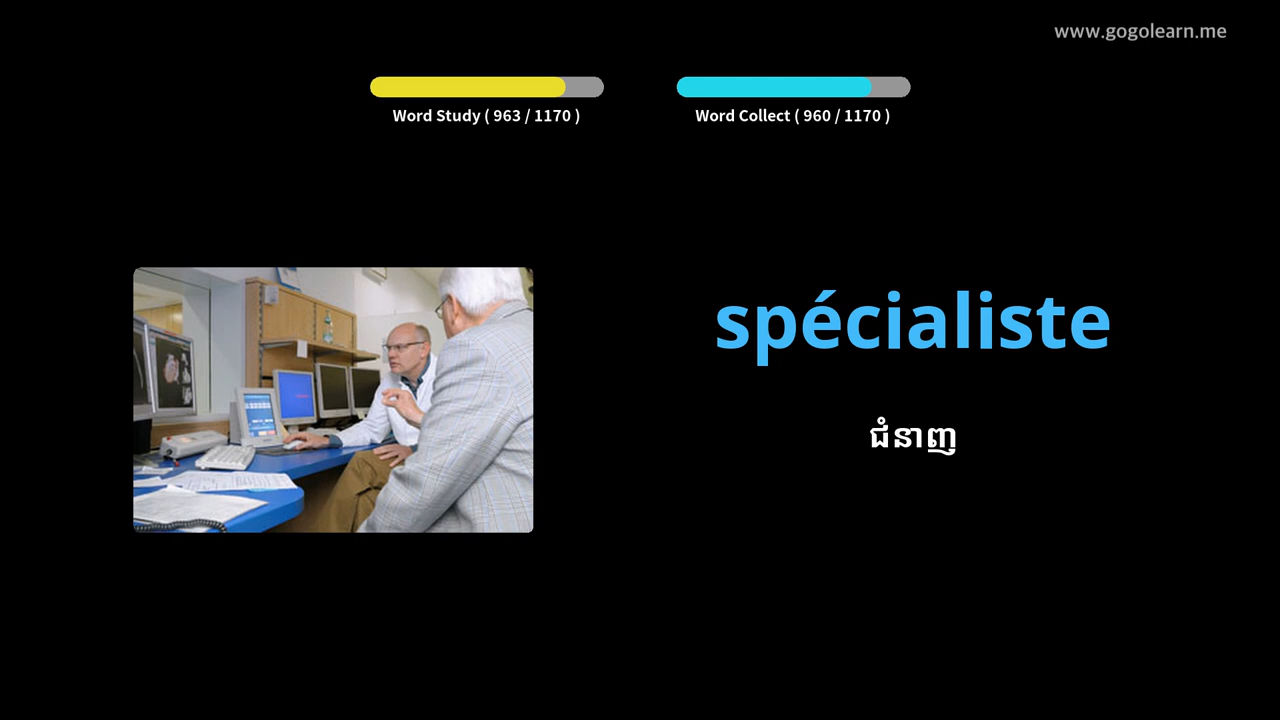 www.gogolearn.me
Word Study ( 963 / 1170 )
Word Collect ( 960 / 1170 )
spécialiste
ជំនាញ